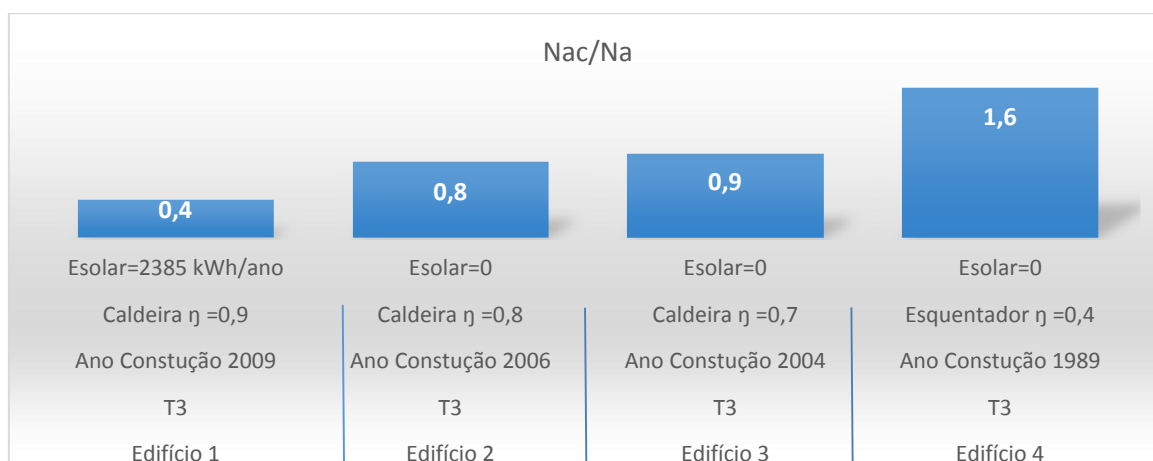 Nac/Na
0,4
0,8
0,9
1,6
Esolar=2385 kWh/ano
Esolar=0
Esolar=0
Esolar=0
Caldeira ŋ =0,9
Caldeira ŋ =0,8
Caldeira ŋ =0,7
Esquentador ŋ =0,4
Ano Constução 2009
Ano Constução 2006
Ano Constução 2004
Ano Constução 1989
T3
T3
T3
T3
Edifício 1
Edifício 2
Edifício 3
Edifício 4